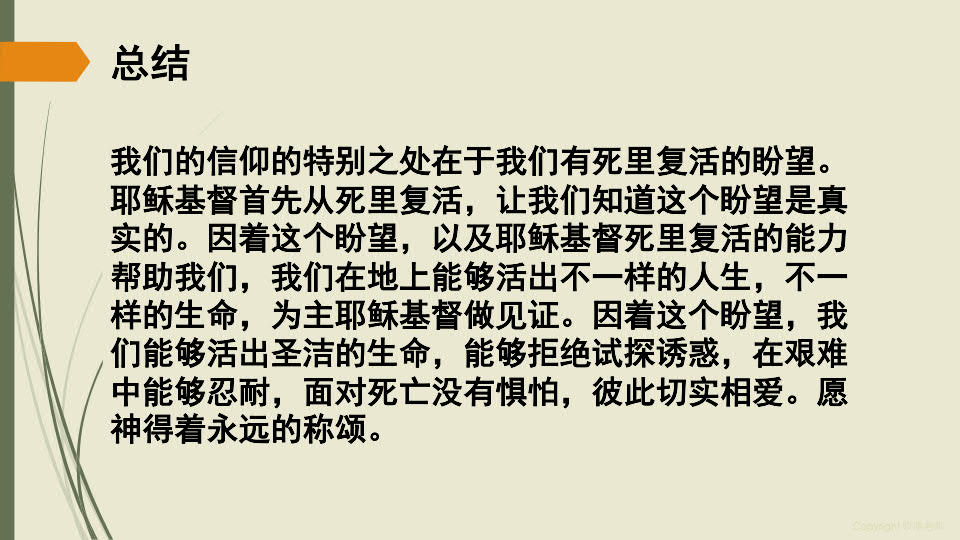 总结
我们的信仰的特别之处在于我们有死里复活的盼望。
耶稣基督首先从死里复活，让我们知道这个盼望是真
实的。因着这个盼望，以及耶稣基督死里复活的能力
帮助我们，我们在地上能够活出不一样的人生，不一
样的生命，为主耶稣基督做见证。因着这个盼望，我
们能够活出圣洁的生命，能够拒绝试探诱惑，在艰难
中能够忍耐，面对死亡没有惧怕，彼此切实相爱。愿
神得着永远的称颂。
Copyright